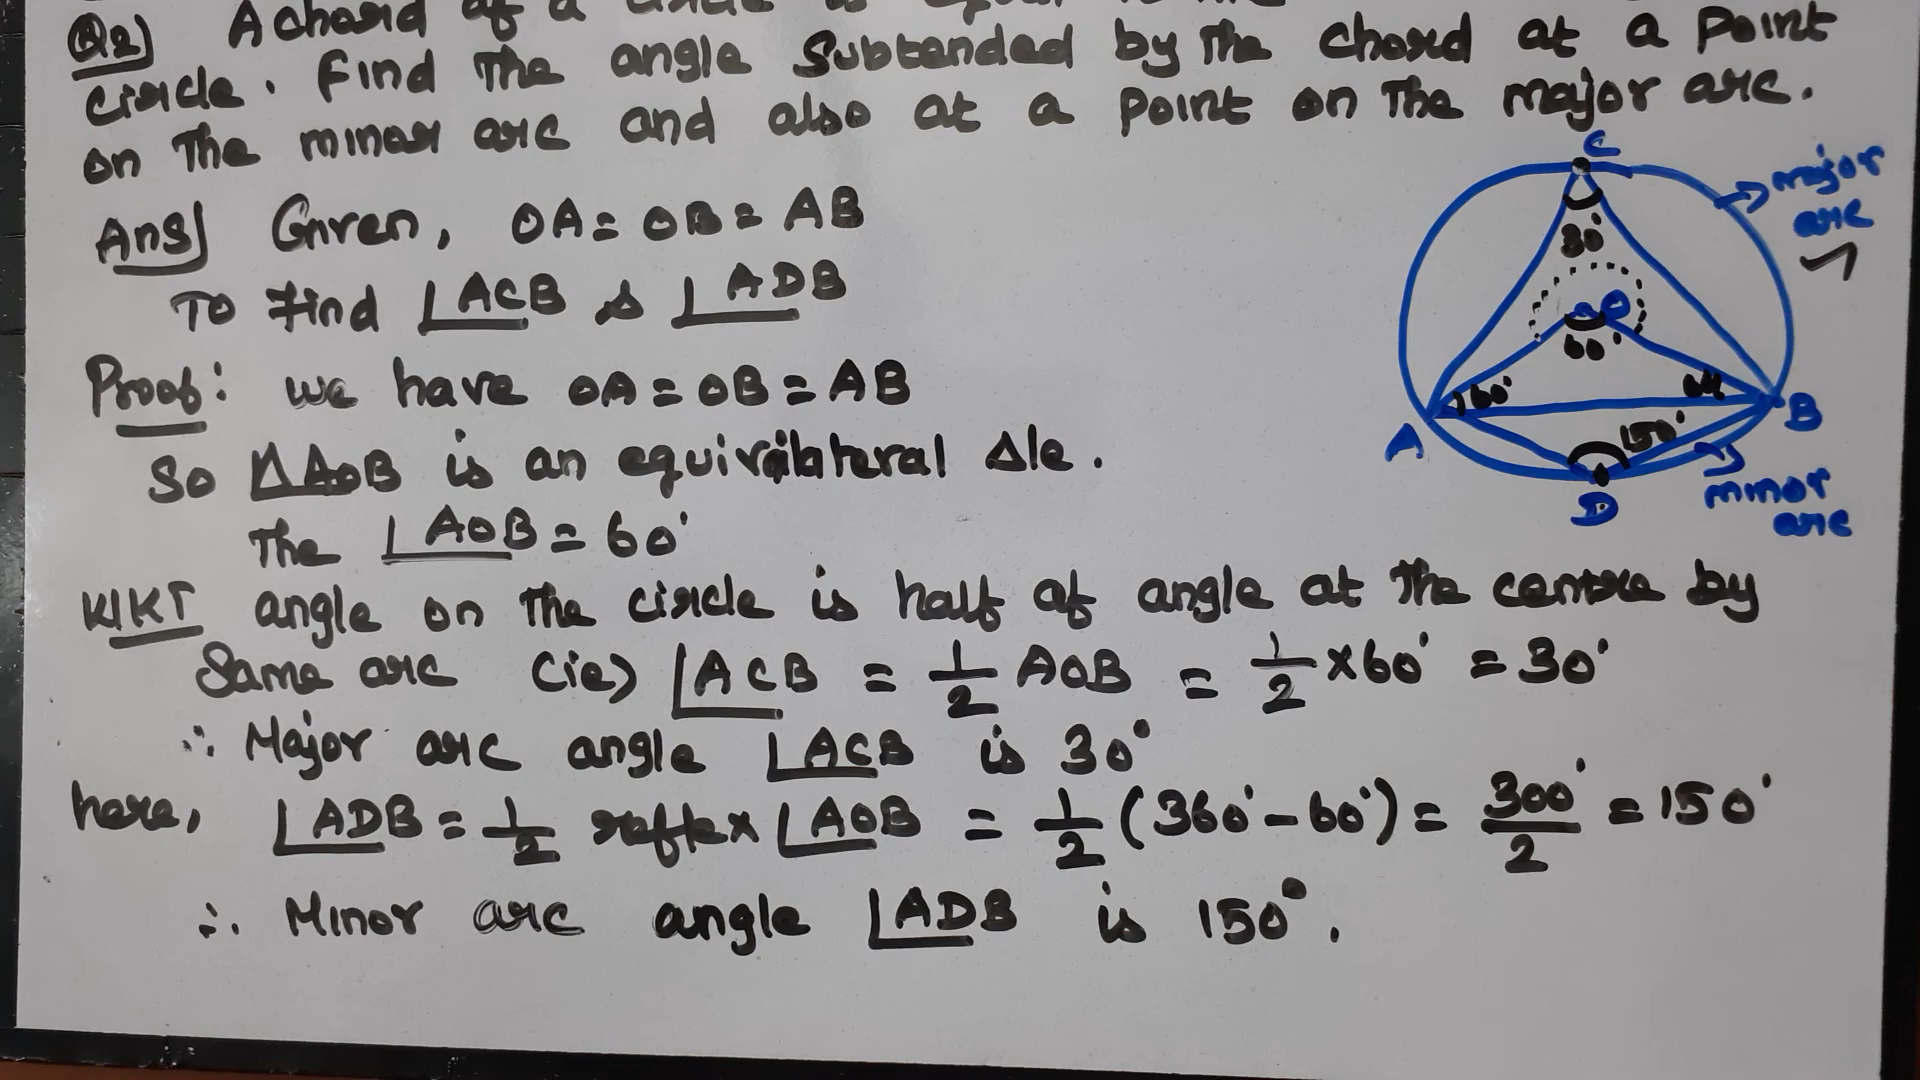 Q2) A chord of a circle is equal
circle. Find The angle Subtended by The chord at a Point
on The minor arc and also at a point on The major arc.
Ans) Given, OA = OB = AB
To find ∠ACB & ∠ADB
Proof: we have OA = OB = AB
So ΔAOB is an equivilateral Δle.
The ∠AOB = 60°
WKT angle on The circle is half of angle at The centre by
Same arc (ie) ∠ACB = 1/2 AOB = 1/2 × 60° = 30°
∴ Major arc angle ∠ACB is 30°
here, ∠ADB = 1/2 reflex ∠AOB = 1/2 (360° - 60°) = 300°/2 = 150°
∴ Minor arc angle ∠ADB is 150°.
C
major
arc
30°
O
60°
60°
A
B
150°
D
minor
arc